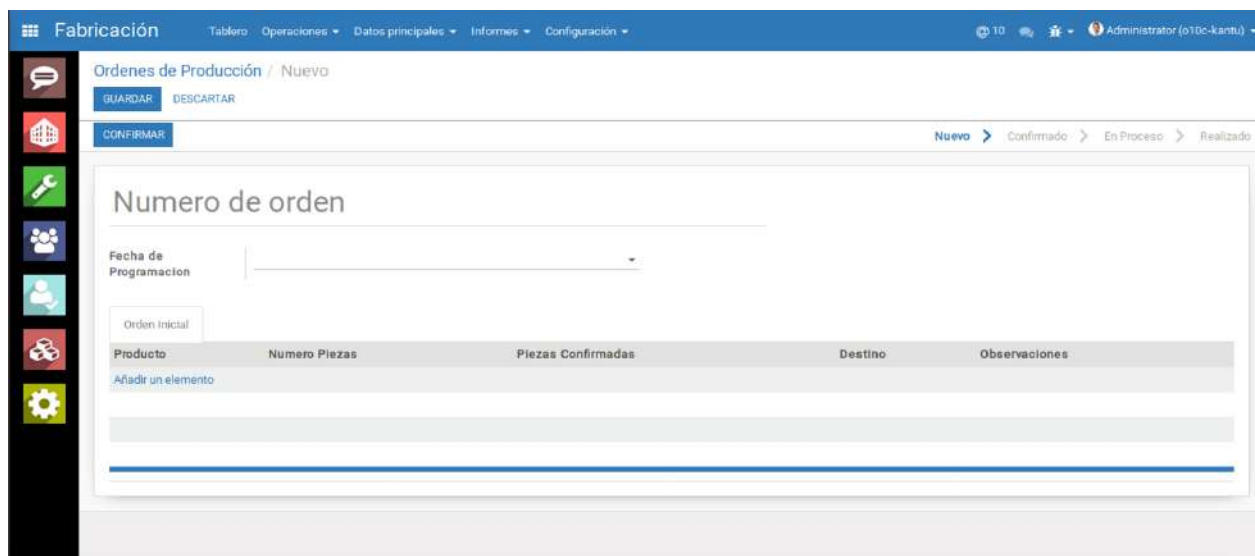 Fabricación Tablero Operaciones Datos principales Informes Configuración @ 10 Administrator (o10c-kantu)
Ordenes de Producción / Nuevo
GUARDAR DESCARTAR
CONFIRMAR Nuevo Confirmado En Proceso Realizado
Numero de orden
Fecha de
Programacion
Orden Inicial
Producto Numero Piezas Piezas Confirmadas Destino Observaciones
Añadir un elemento